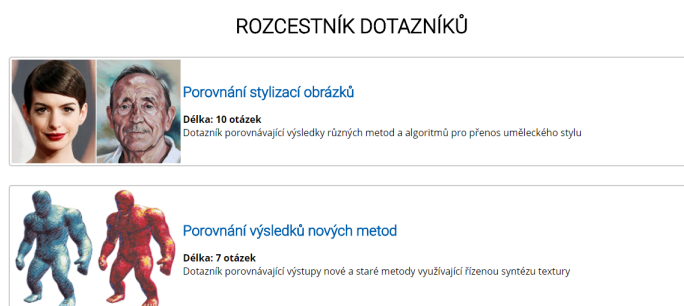 ROZCESTNÍK DOTAZNÍKŮ
Porovnání stylizací obrázků
Délka: 10 otázek
Dotazník porovnávající výsledky různých metod a algoritmů pro přenos uměleckého stylu
Porovnání výsledků nových metod
Délka: 7 otázek
Dotazník porovnávající výstupy nové a staré metody využívající řízenou syntézu textury